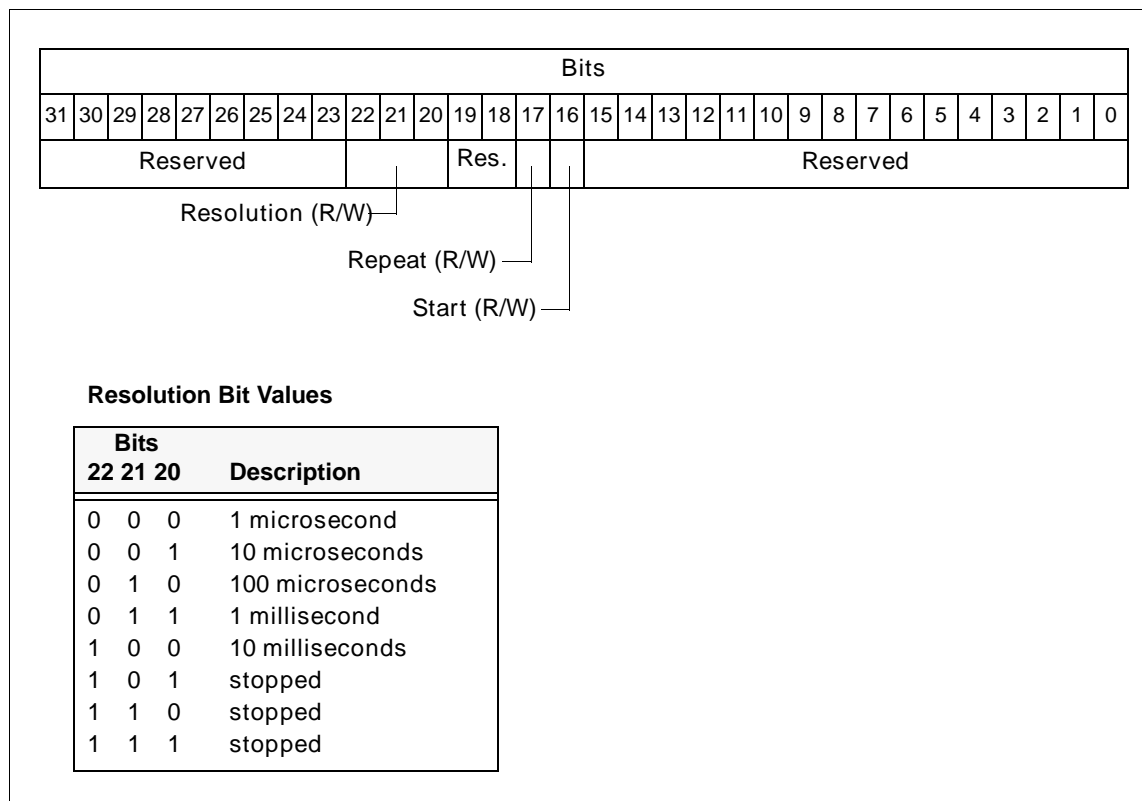 Bits
31 30 29 28 27 26 25 24 23 22 21 20 19 18 17 16 15 14 13 12 11 10 9 8 7 6 5 4 3 2 1 0
Reserved Res. Reserved
Resolution (R/W)
Repeat (R/W)
Start (R/W)
Resolution Bit Values
Bits
22 21 20 Description
0 0 0 1 microsecond
0 0 1 10 microseconds
0 1 0 100 microseconds
0 1 1 1 millisecond
1 0 0 10 milliseconds
1 0 1 stopped
1 1 0 stopped
1 1 1 stopped